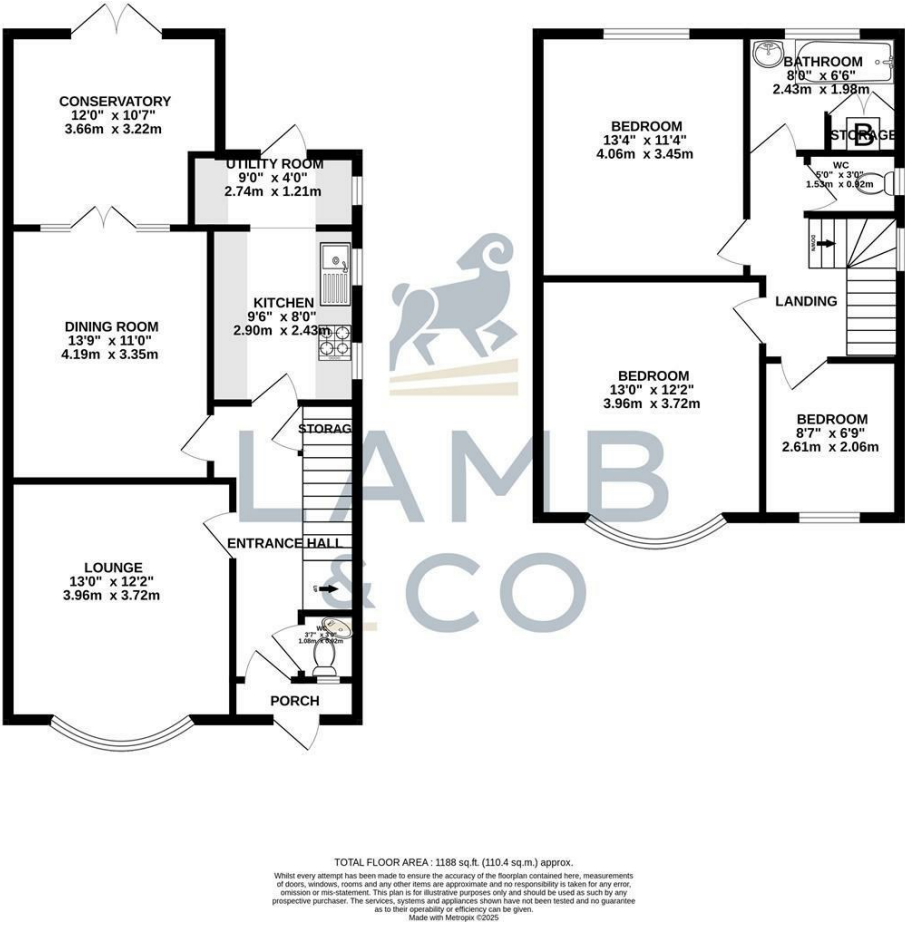 CONSERVATORY
12'0" x 10'7"
3.66m x 3.22m
UTILITY ROOM
9'0" x 4'0"
2.74m x 1.21m
KITCHEN
9'6" x 8'0"
2.90m x 2.43m
DINING ROOM
13'9" x 11'0"
4.19m x 3.35m
STORAG
ENTRANCE HALL
LOUNGE
13'0" x 12'2"
3.96m x 3.72m
UP
WC
3'7" x 3'0"
1.08m x 0.92m
PORCH
BEDROOM
13'4" x 11'4"
4.06m x 3.45m
BATHROOM
8'0" x 6'6"
2.43m x 1.98m
B
STORAGE
WC
5'0" x 3'0"
1.53m x 0.92m
DOWN
LANDING
BEDROOM
13'0" x 12'2"
3.96m x 3.72m
BEDROOM
8'7" x 6'9"
2.61m x 2.06m
LAMB
& CO
TOTAL FLOOR AREA : 1188 sq.ft. (110.4 sq.m.) approx.
Whilst every attempt has been made to ensure the accuracy of the floorplan contained here, measurements
of doors, windows, rooms and any other items are approximate and no responsibility is taken for any error,
omission or mis-statement. This plan is for illustrative purposes only and should be used as such by any
prospective purchaser. The services, systems and appliances shown have not been tested and no guarantee
as to their operability or efficiency can be given.
Made with Metropix ©2025